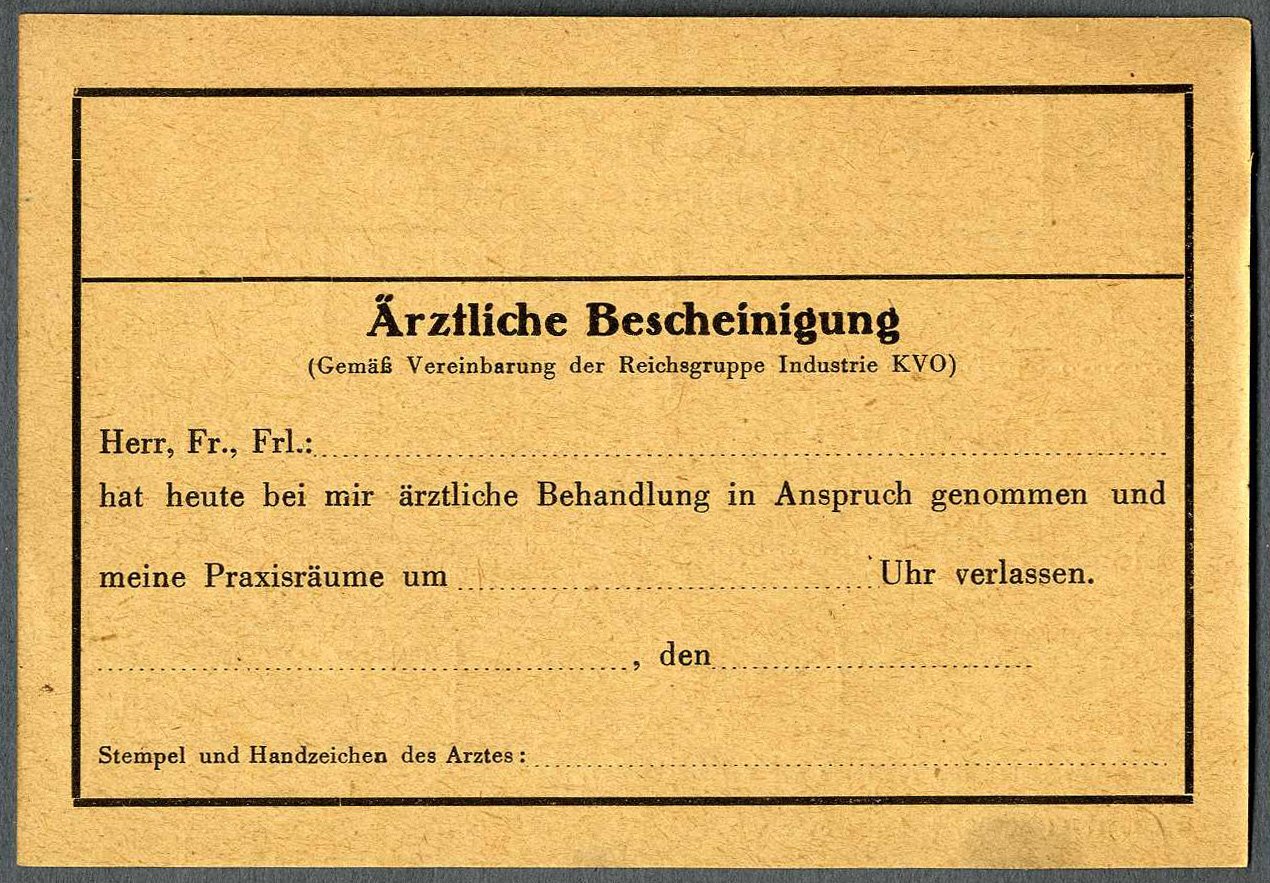 Ärztliche Bescheinigung
(Gemäß Vereinbarung der Reichsgruppe Industrie KVO)
Herr, Fr., Frl.:
hat heute bei mir ärztliche Behandlung in Anspruch genommen und
meine Praxisräume um Uhr verlassen.
, den
Stempel und Handzeichen des Arztes: